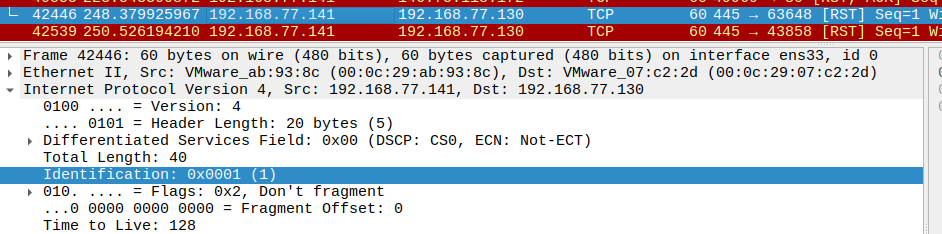 42446 248.379925967 192.168.77.141 192.168.77.130 TCP 60 445 → 63648 [RST] Seq=1 Wi
42539 250.526194210 192.168.77.141 192.168.77.130 TCP 60 445 → 43858 [RST] Seq=1 Wi
Frame 42446: 60 bytes on wire (480 bits), 60 bytes captured (480 bits) on interface ens33, id 0
Ethernet II, Src: VMware_ab:93:8c (00:0c:29:ab:93:8c), Dst: VMware_07:c2:2d (00:0c:29:07:c2:2d)
Internet Protocol Version 4, Src: 192.168.77.141, Dst: 192.168.77.130
0100 .... = Version: 4
.... 0101 = Header Length: 20 bytes (5)
Differentiated Services Field: 0x00 (DSCP: CS0, ECN: Not-ECT)
Total Length: 40
Identification: 0x0001 (1)
010. .... = Flags: 0x2, Don't fragment
...0 0000 0000 0000 = Fragment Offset: 0
Time to Live: 128